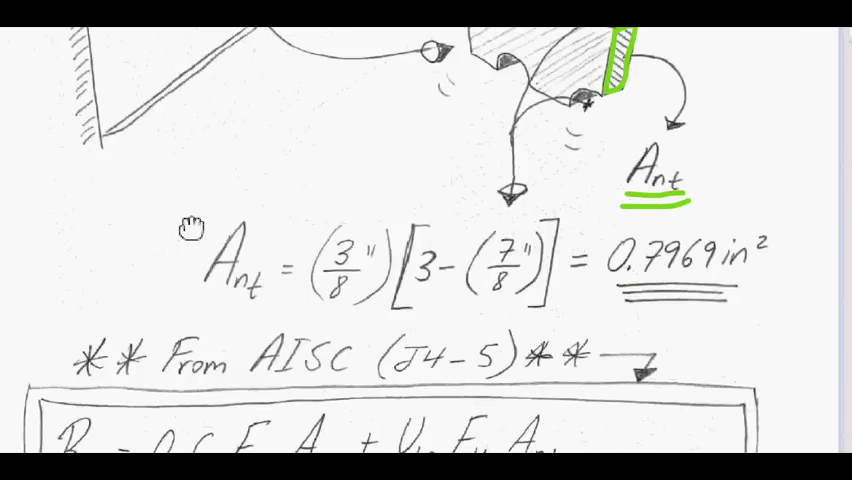 Ant
Ant = (3/8") [3 - (7/8")] = 0.7969 in²
** From AISC (J4-5) **